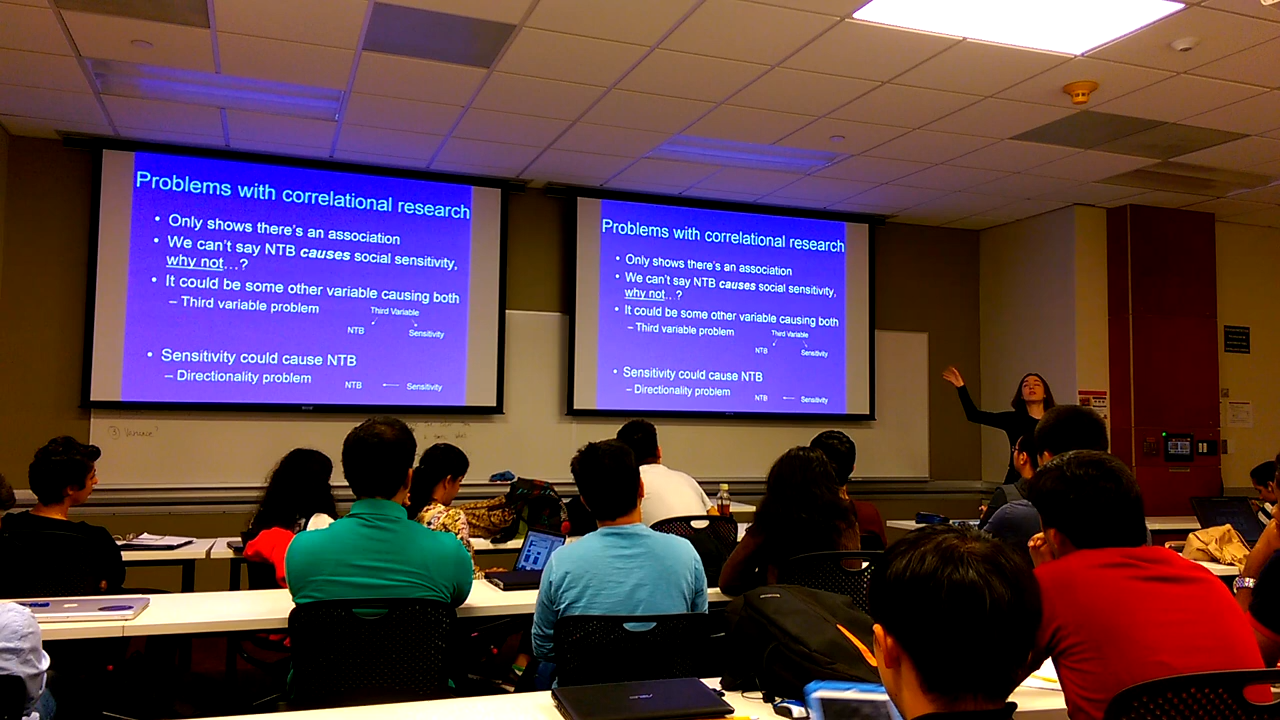 Problems with correlational research
• Only shows there's an association
• We can't say NTB causes social sensitivity,
why not...?
• It could be some other variable causing both
– Third variable problem
Third Variable
NTB
Sensitivity
• Sensitivity could cause NTB
– Directionality problem
NTB
Sensitivity
Problems with correlational research
• Only shows there's an association
• We can't say NTB causes social sensitivity,
why not...?
• It could be some other variable causing both
– Third variable problem
Third Variable
NTB
Sensitivity
• Sensitivity could cause NTB
– Directionality problem
NTB
Sensitivity
③ Variance?
ASUS